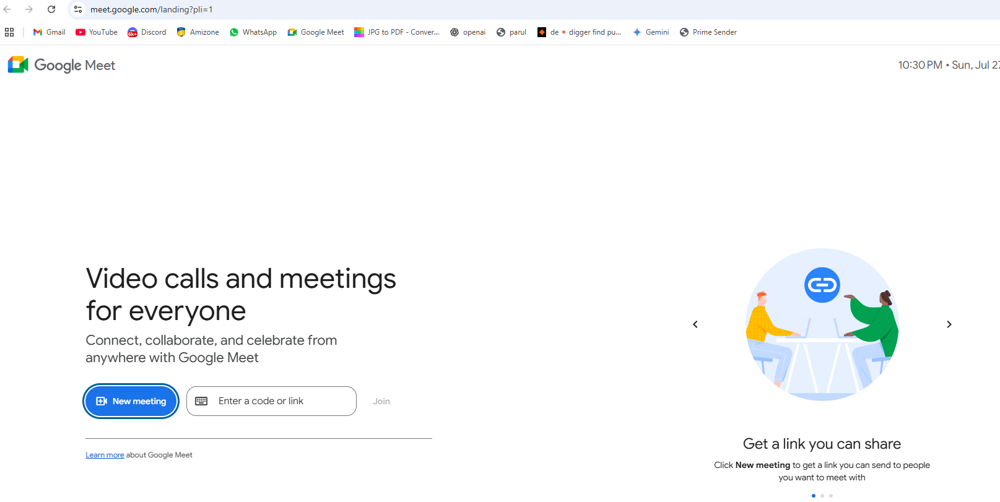 meet.google.com/landing?pli=1
Gmail YouTube Discord Amizone WhatsApp Google Meet JPG to PDF - Conver... openai parul de ⬥ digger find pu... Gemini Prime Sender
Google Meet
10:30 PM • Sun, Jul 27
Video calls and meetings
for everyone
Connect, collaborate, and celebrate from
anywhere with Google Meet
New meeting
Enter a code or link
Join
Learn more about Google Meet
Get a link you can share
Click New meeting to get a link you can send to people
you want to meet with